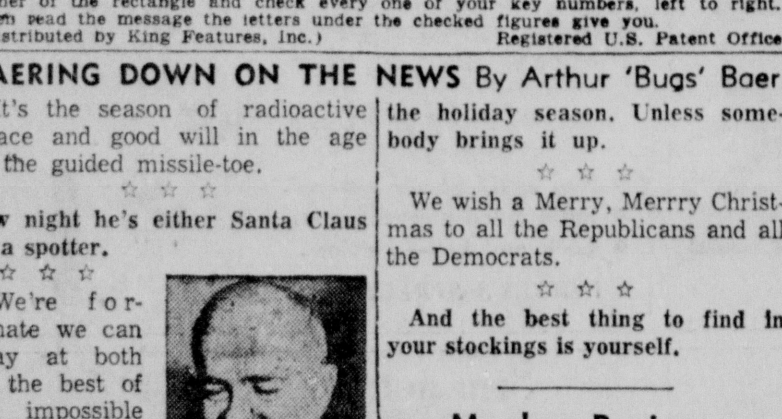 of the rectangle and check every one of your key numbers, left to right.
read the message the letters under the checked figures give you.
stributed by King Features, Inc.)
Registered U.S. Patent Office
AERING DOWN ON THE NEWS By Arthur 'Bugs' Baer
t's the season of radioactive
ace and good will in the age
the guided missile-toe.
☆ ☆ ☆
w night he's either Santa Claus
a spotter.
☆ ☆ ☆
We're for-
nate we can
ay at both
the best of
impossible
the holiday season. Unless some-
body brings it up.
☆ ☆ ☆
We wish a Merry, Merrry Christ-
mas to all the Republicans and all
the Democrats.
☆ ☆ ☆
And the best thing to find in
your stockings is yourself.